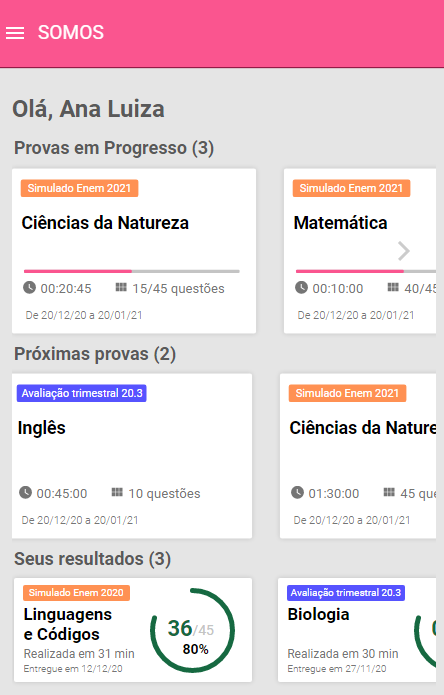 SOMOS
Olá, Ana Luiza
Provas em Progresso (3)
Simulado Enem 2021
Ciências da Natureza
00:20:45 15/45 questões
De 20/12/20 a 20/01/21
Simulado Enem 2021
Matemática
00:10:00 40/45
De 20/12/20 a 20/01/21
Próximas provas (2)
Avaliação trimestral 20.3
Inglês
00:45:00 10 questões
De 20/12/20 a 20/01/21
Simulado Enem 2021
Ciências da Nature
01:30:00 45 que
De 20/12/20 a 20/01/21
Seus resultados (3)
Simulado Enem 2020
Linguagens
e Códigos
Realizada em 31 min
Entregue em 12/12/20
36/45
80%
Avaliação trimestral 20.3
Biologia
Realizada em 30 min
Entregue em 27/11/20